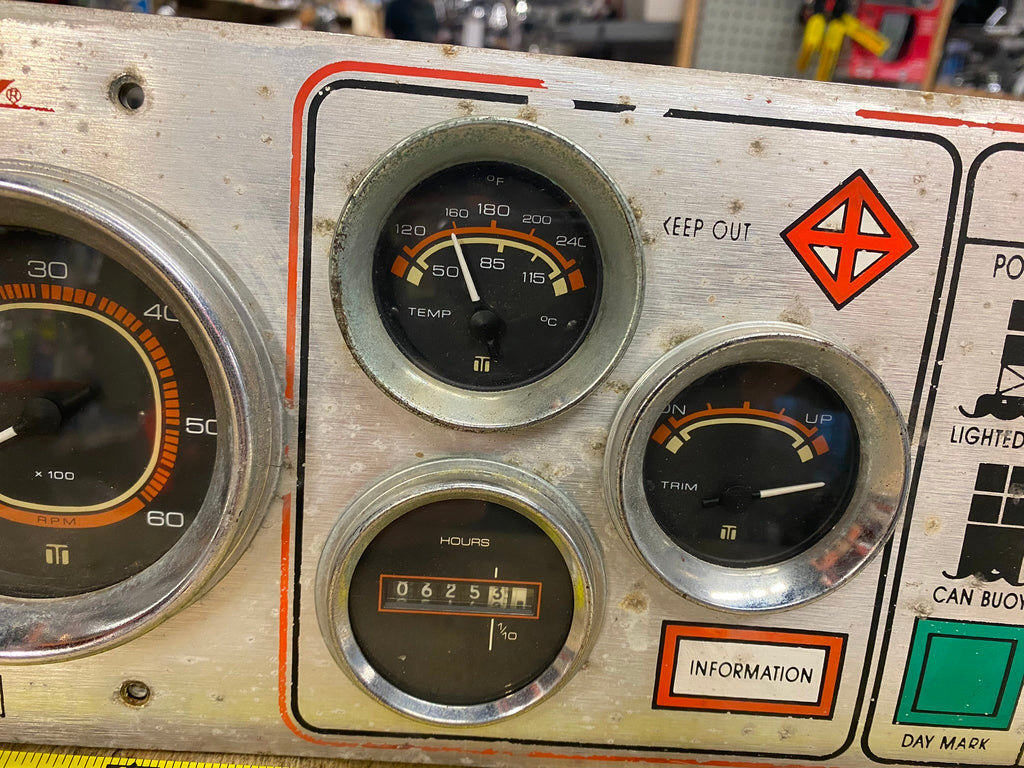 ®
30
40
50
60
x 100
RPM
°F
120 160 180 200 240
50 85 115
TEMP
°C
KEEP OUT
UP
TRIM
HOURS
06253
1/10
INFORMATION
LIGHTED
CAN BUOY
DAY MARK